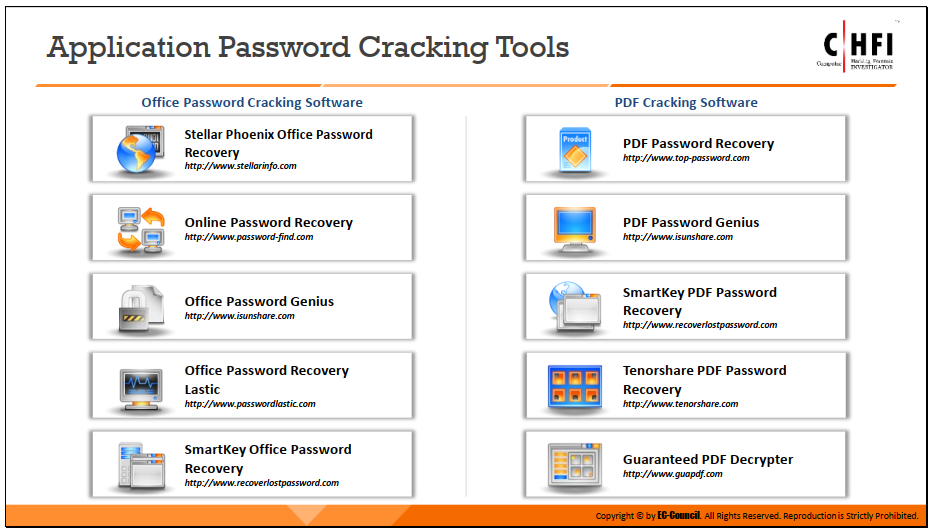 Application Password Cracking Tools
C HFI
Computer Hacking Forensic
INVESTIGATOR
Office Password Cracking Software
Stellar Phoenix Office Password
Recovery
http://www.stellarinfo.com
Online Password Recovery
http://www.password-find.com
Office Password Genius
http://www.isunshare.com
Office Password Recovery
Lastic
http://www.passwordlastic.com
SmartKey Office Password
Recovery
http://www.recoverlostpassword.com
PDF Cracking Software
Product
PDF Password Recovery
http://www.top-password.com
PDF Password Genius
http://www.isunshare.com
SmartKey PDF Password
Recovery
http://www.recoverlostpassword.com
Tenorshare PDF Password
Recovery
http://www.tenorshare.com
Guaranteed PDF Decrypter
http://www.guapdf.com
Copyright © by EC-Council. All Rights Reserved. Reproduction is Strictly Prohibited.